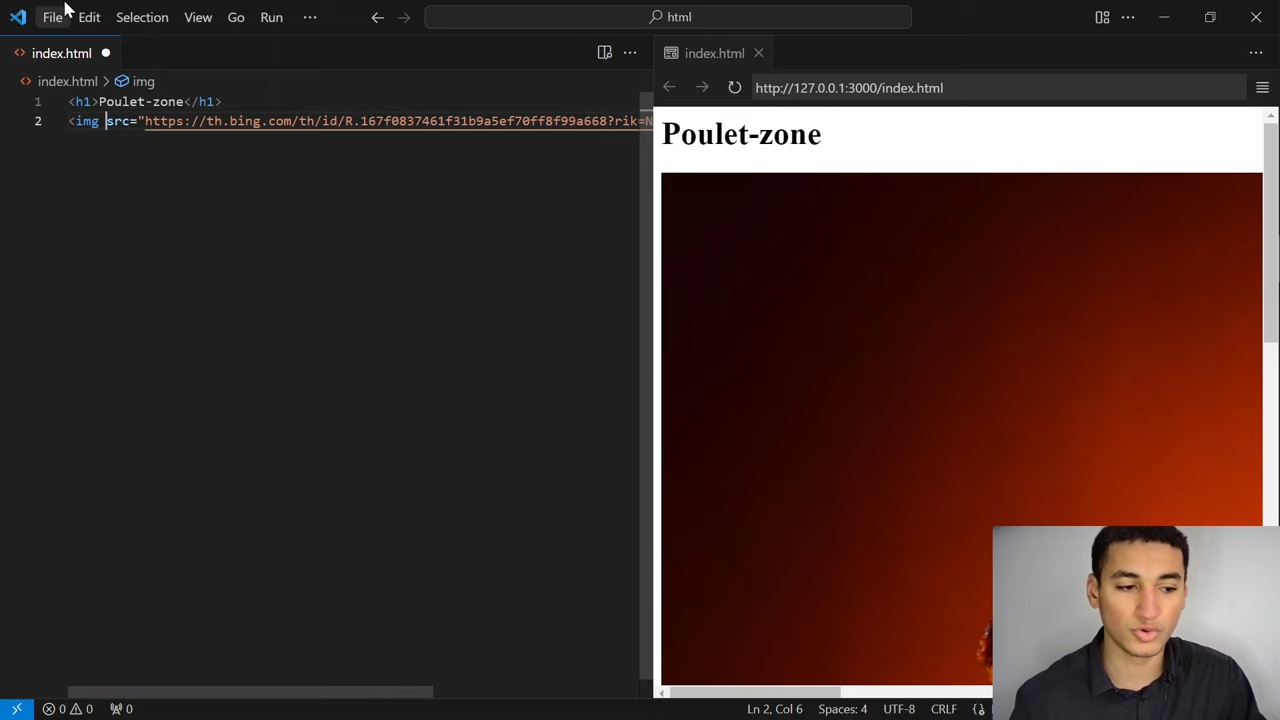 File Edit Selection View Go Run ··· html
index.html
index.html
index.html > img
http://127.0.0.1:3000/index.html
1 <h1>Poulet-zone</h1>
2 <img src="https://th.bing.com/th/id/R.167f0837461f31b9a5ef70ff8f99a668?rik=N
Poulet-zone
0 0 0 Ln 2, Col 6 Spaces: 4 UTF-8 CRLF {}